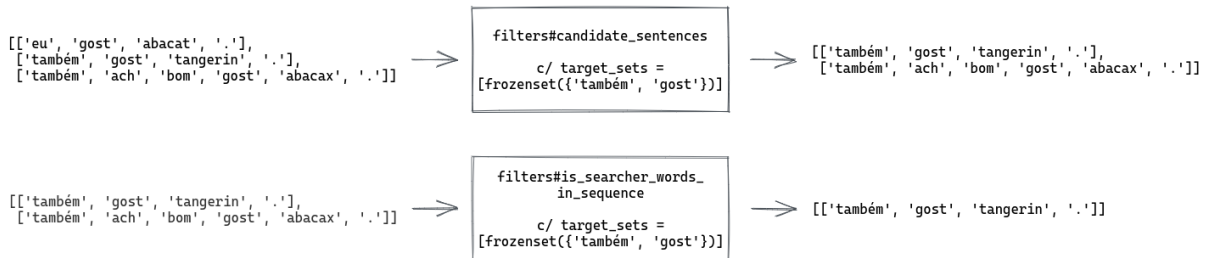 [['eu', 'gost', 'abacat', '.'],
['também', 'gost', 'tangerin', '.'],
['também', 'ach', 'bom', 'gost', 'abacax', '.']]
filters#candidate_sentences
c/ target_sets =
[frozenset({'também', 'gost'})]
[['também', 'gost', 'tangerin', '.'],
['também', 'ach', 'bom', 'gost', 'abacax', '.']]
[['também', 'gost', 'tangerin', '.'],
['também', 'ach', 'bom', 'gost', 'abacax', '.']]
filters#is_searcher_words_
in_sequence
c/ target_sets =
[frozenset({'também', 'gost'})]
[['também', 'gost', 'tangerin', '.']]